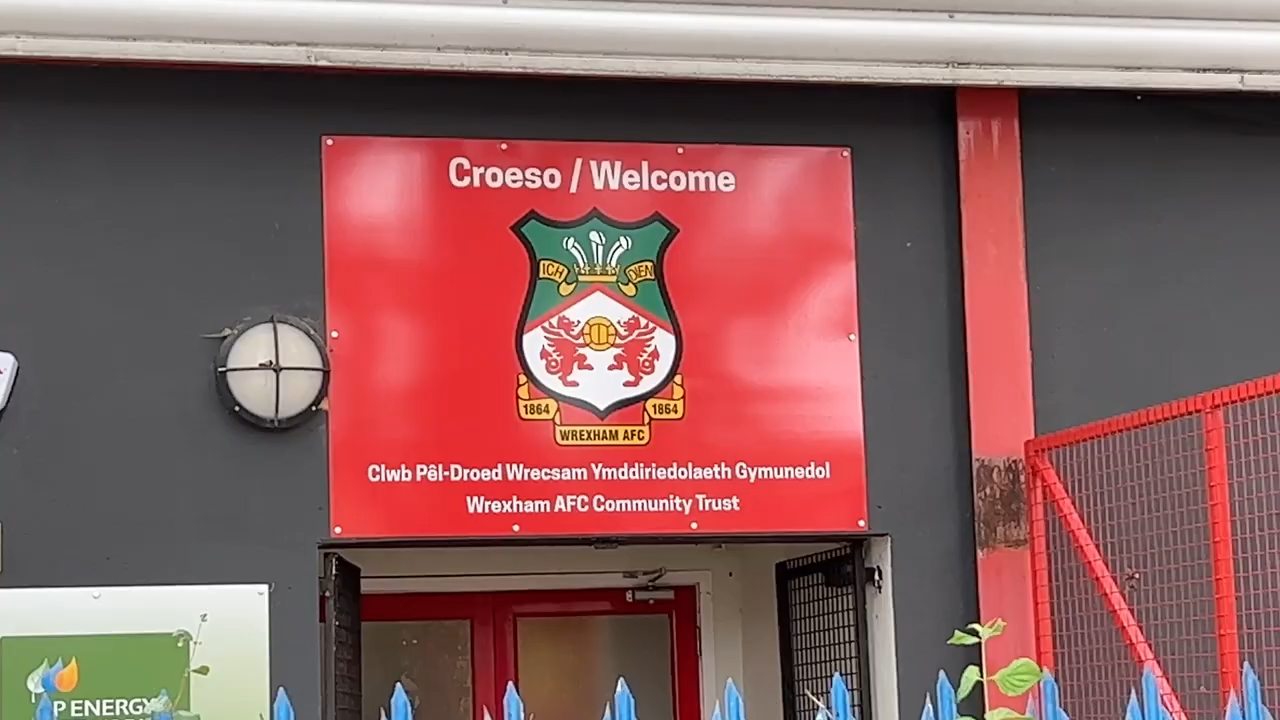 Croeso / Welcome
ICH DIEN
1864 1864
WREXHAM AFC
Clwb Pêl-Droed Wrecsam Ymddiriedolaeth Gymunedol
Wrexham AFC Community Trust
P ENERGY